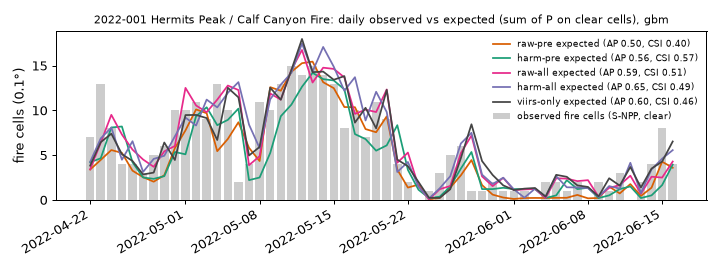 2022-001 Hermits Peak / Calf Canyon Fire: daily observed vs expected (sum of P on clear cells), gbm
fire cells (0.1°)
15
10
5
0
raw-pre expected (AP 0.50, CSI 0.40)
harm-pre expected (AP 0.56, CSI 0.57)
raw-all expected (AP 0.59, CSI 0.51)
harm-all expected (AP 0.65, CSI 0.49)
viirs-only expected (AP 0.60, CSI 0.46)
observed fire cells (S-NPP, clear)
2022-04-22
2022-05-01
2022-05-08
2022-05-15
2022-05-22
2022-06-01
2022-06-08
2022-06-15